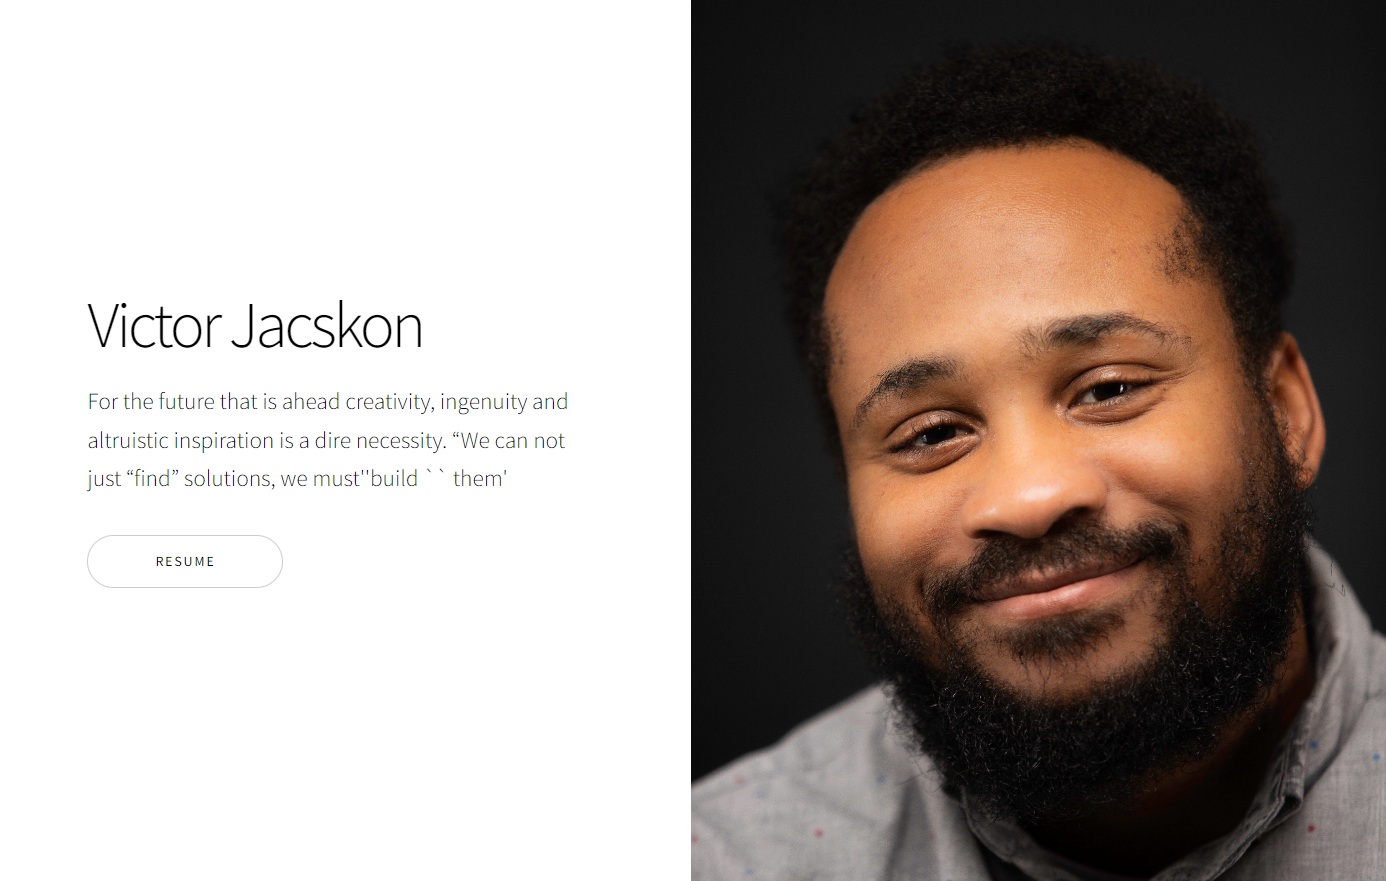 Victor Jacskon
For the future that is ahead creativity, ingenuity and
altruistic inspiration is a dire necessity. “We can not
just “find” solutions, we must''build ` ` them'
RESUME